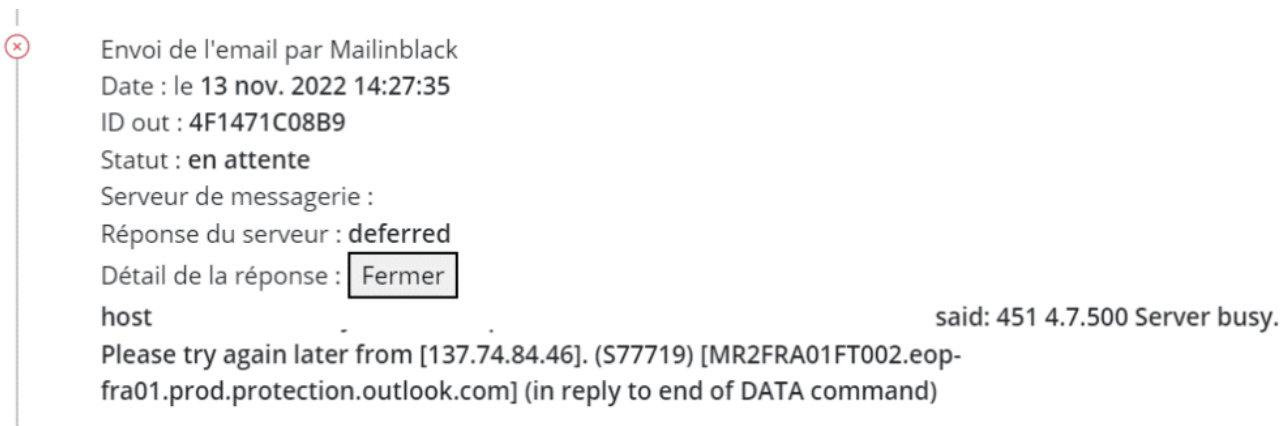 Envoi de l'email par Mailinblack
Date : le 13 nov. 2022 14:27:35
ID out : 4F1471C08B9
Statut : en attente
Serveur de messagerie :
Réponse du serveur : deferred
Détail de la réponse : Fermer
host said: 451 4.7.500 Server busy.
Please try again later from [137.74.84.46]. (S77719) [MR2FRA01FT002.eop-
fra01.prod.protection.outlook.com] (in reply to end of DATA command)